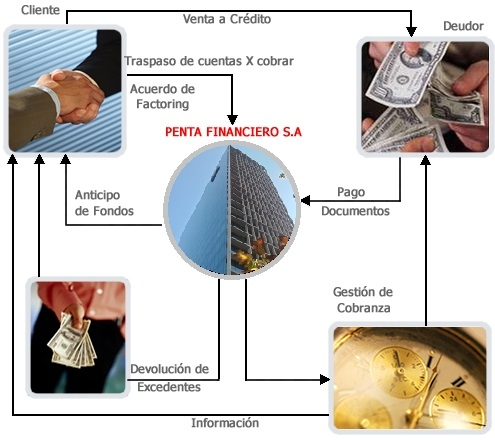 Cliente
Venta a Crédito
Deudor
Traspaso de cuentas X cobrar
Acuerdo de
Factoring
PENTA FINANCIERO S.A
Anticipo
de Fondos
Pago
Documentos
Gestión de
Cobranza
Devolución de
Excedentes
Información